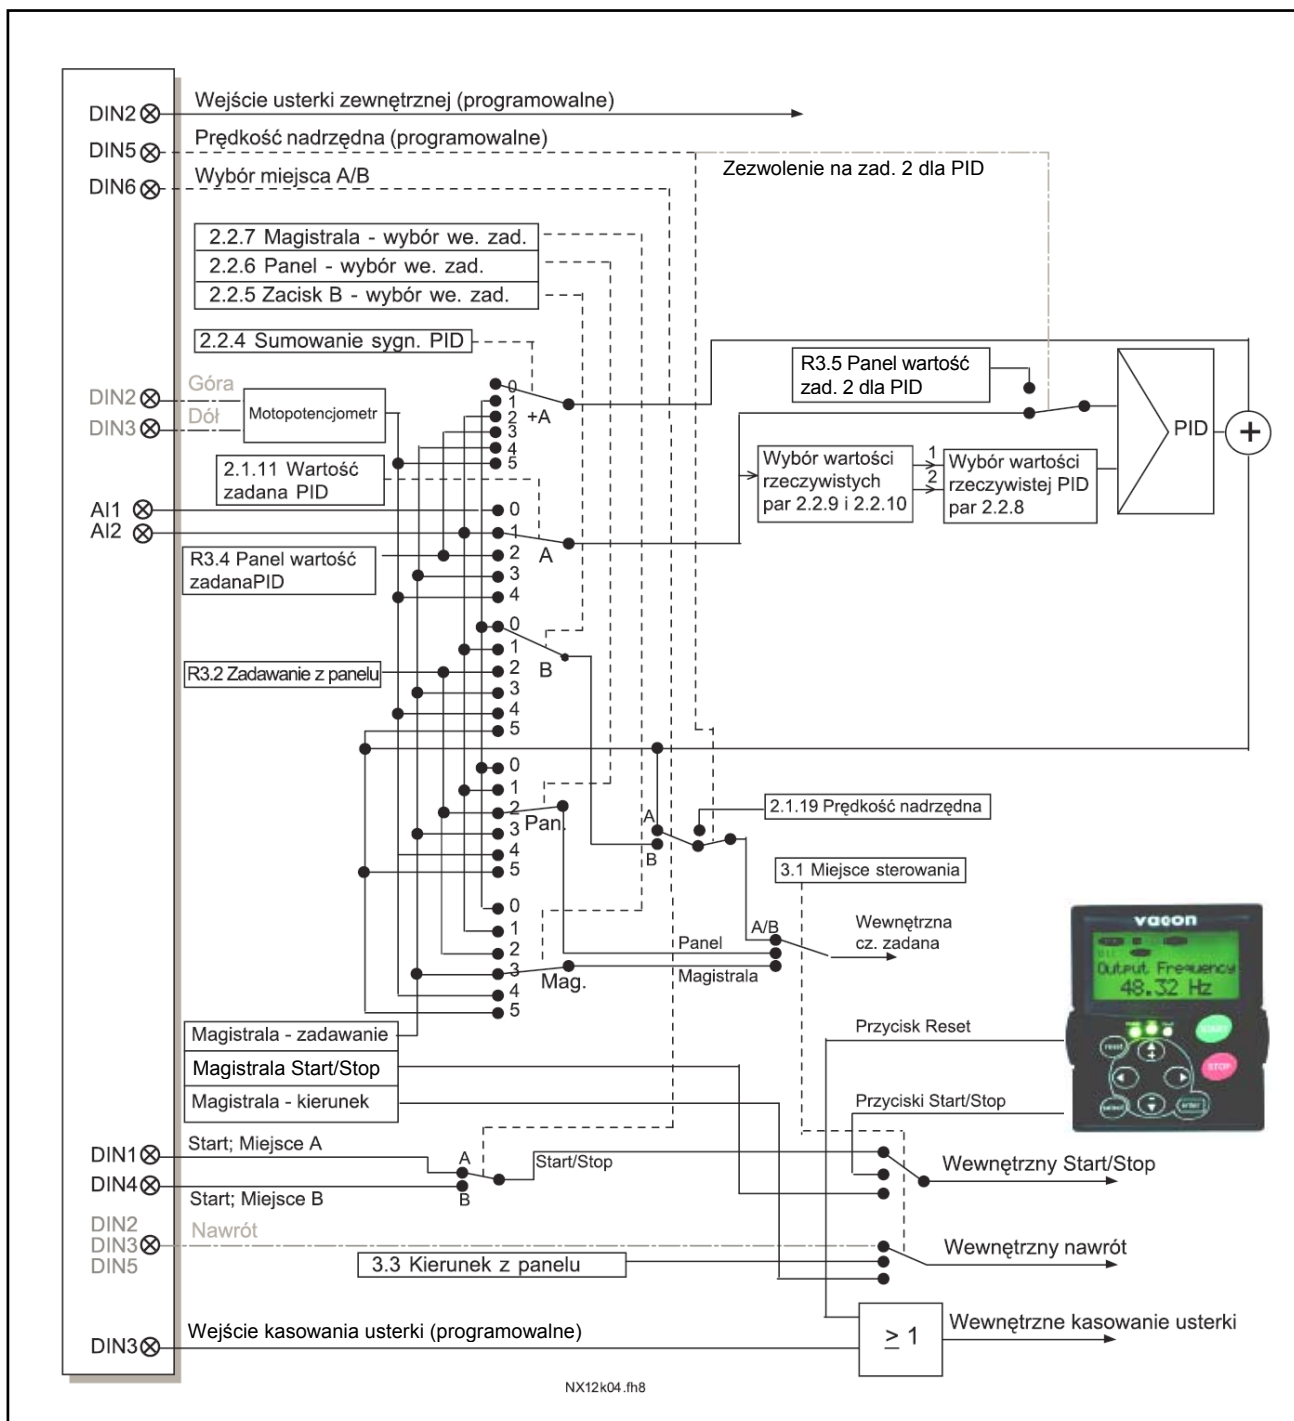 DIN2
Wejście usterki zewnętrznej (programowalne)
Prędkość nadrzędna (programowalne)
DIN5
Zezwolenie na zad. 2 dla PID
Wybór miejsca A/B
DIN6
2.2.7 Magistrala - wybór we. zad.
2.2.6 Panel - wybór we. zad.
2.2.5 Zacisk B - wybór we. zad.
2.2.4 Sumowanie sygn. PID
R3.5 Panel wartość
zad. 2 dla PID
Góra
DIN2
Dół
DIN3
Motopotencjometr
0
1
2
+A
3
4
5
PID
+
2.1.11 Wartość
zadana PID
Wybór wartości
rzeczywistych
par 2.2.9 i 2.2.10
1
2
Wybór wartości
rzeczywistej PID
par 2.2.8
AI1
AI2
0
1
A
2
3
4
R3.4 Panel wartość
zadanaPID
0
1
B
2
3
4
5
R3.2 Zadawanie z panelu
0
1
2
Pan.
3
4
5
2.1.19 Prędkość nadrzędna
A
B
3.1 Miejsce sterowania
0
1
2
3
Mag.
4
5
A/B
Panel
Magistrala
Wewnętrzna
cz. zadana
vacon
Output Frequency
48.32 Hz
START
STOP
reset
select
enter
Magistrala - zadawanie
Magistrala Start/Stop
Magistrala - kierunek
Przycisk Reset
Przyciski Start/Stop
Start; Miejsce A
DIN1
DIN4
Start; Miejsce B
A
B
Start/Stop
Wewnętrzny Start/Stop
DIN2
DIN3
DIN5
Nawrót
3.3 Kierunek z panelu
Wewnętrzny nawrót
Wejście kasowania usterki (programowalne)
DIN3
≥ 1
Wewnętrzne kasowanie usterki
NX12k04.fh8